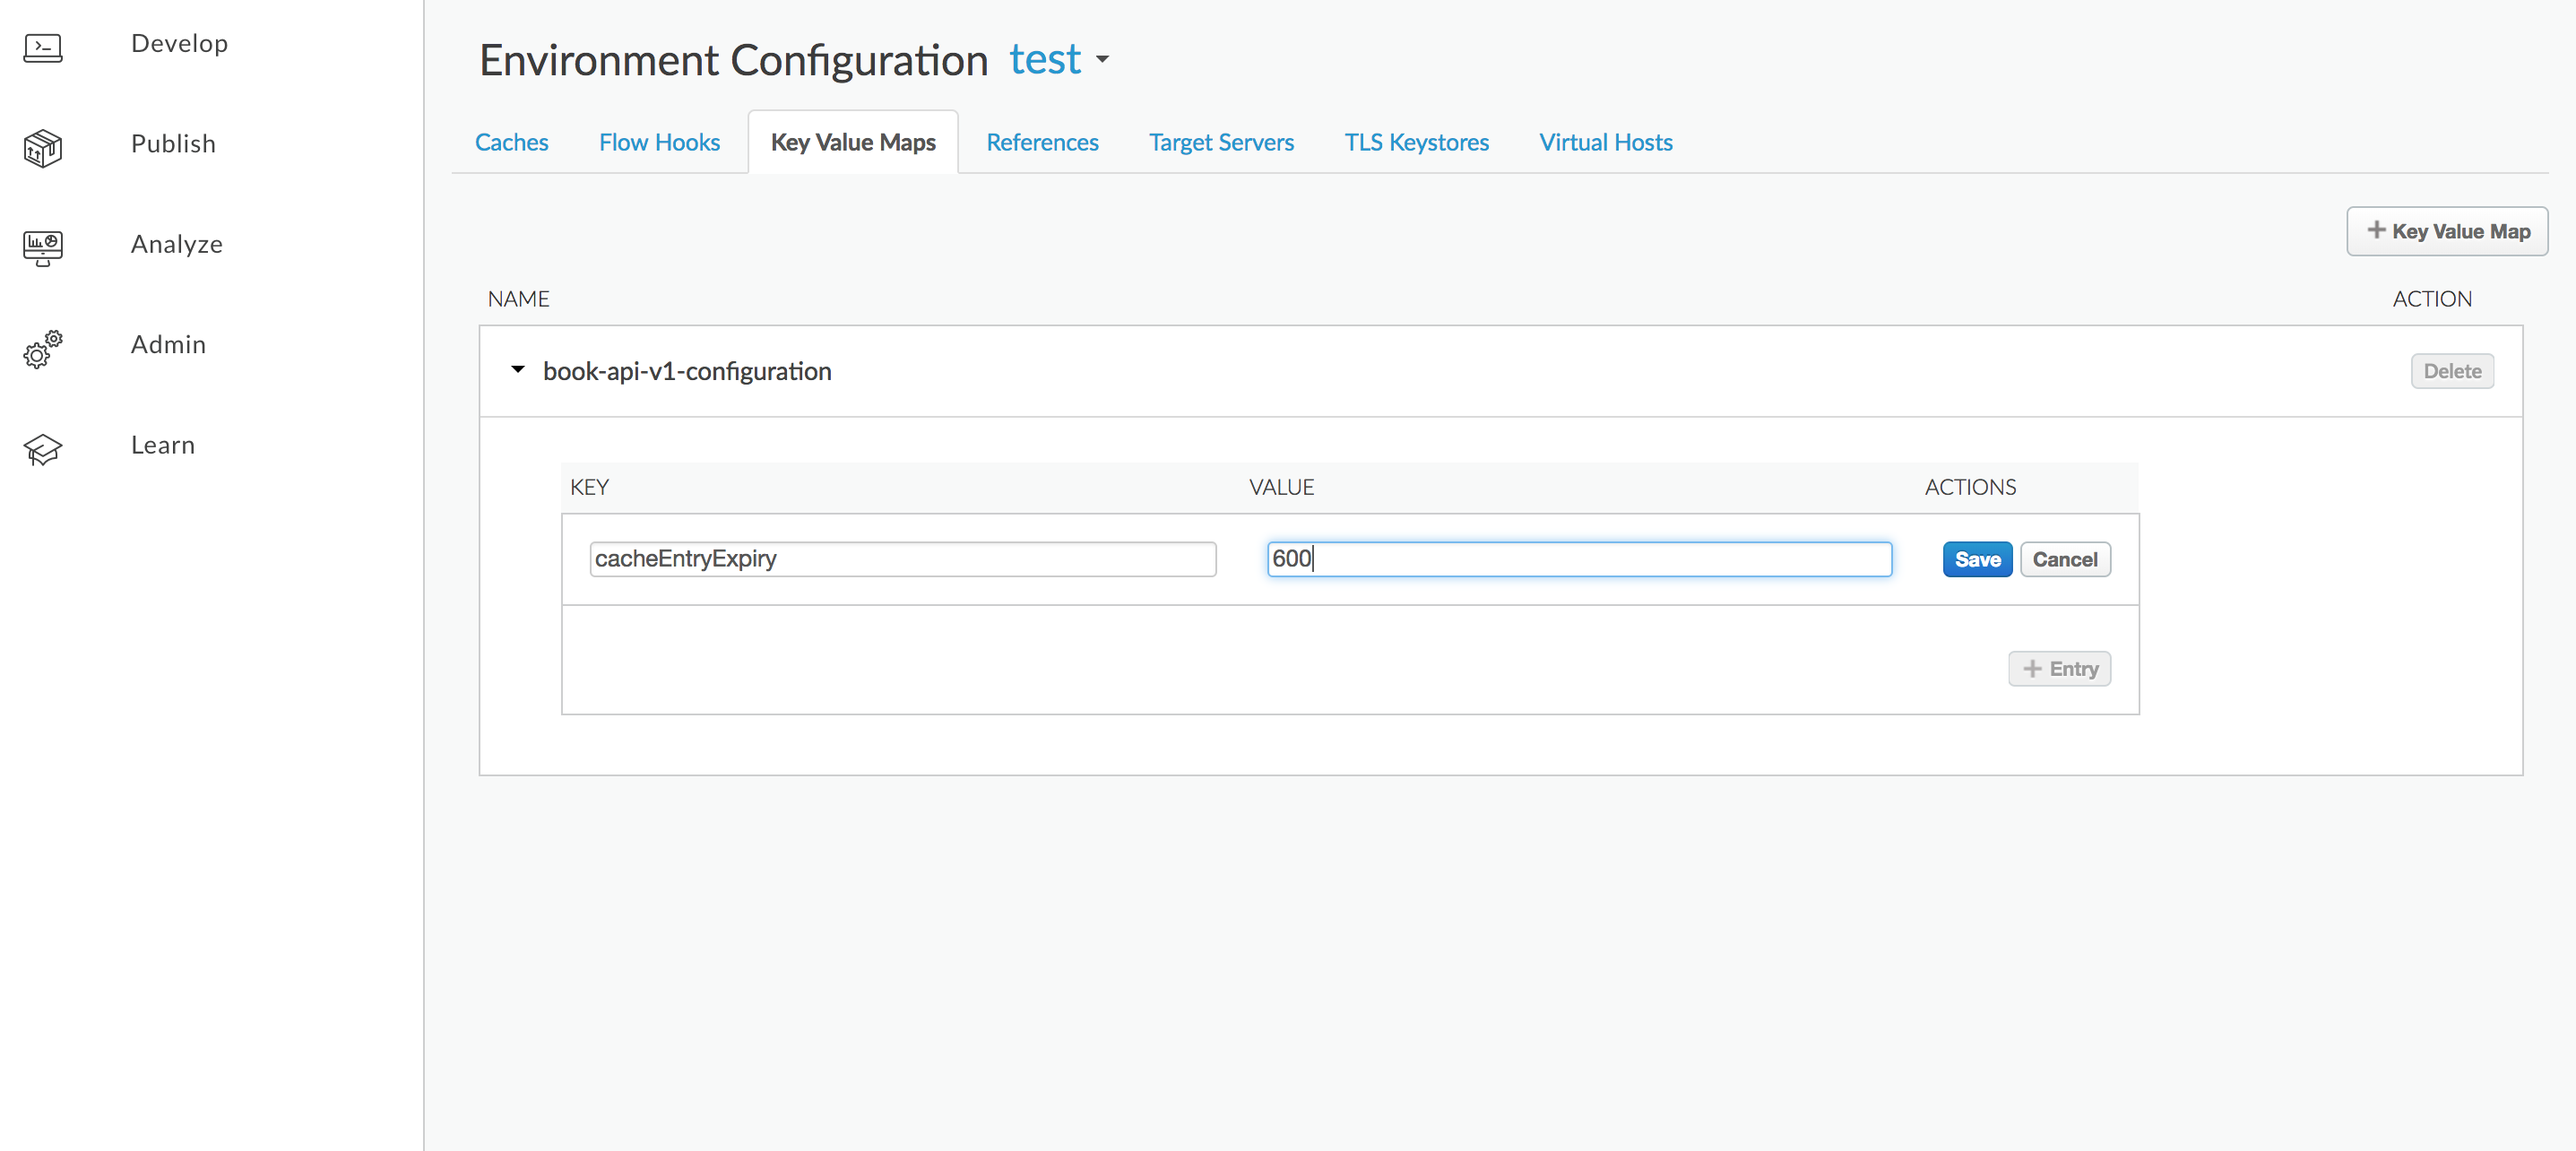 Develop
Publish
Analyze
Admin
Learn
Environment Configuration test
Caches Flow Hooks Key Value Maps References Target Servers TLS Keystores Virtual Hosts
+ Key Value Map
NAME ACTION
book-api-v1-configuration Delete
KEY VALUE ACTIONS
cacheEntryExpiry 600 Save Cancel
+ Entry